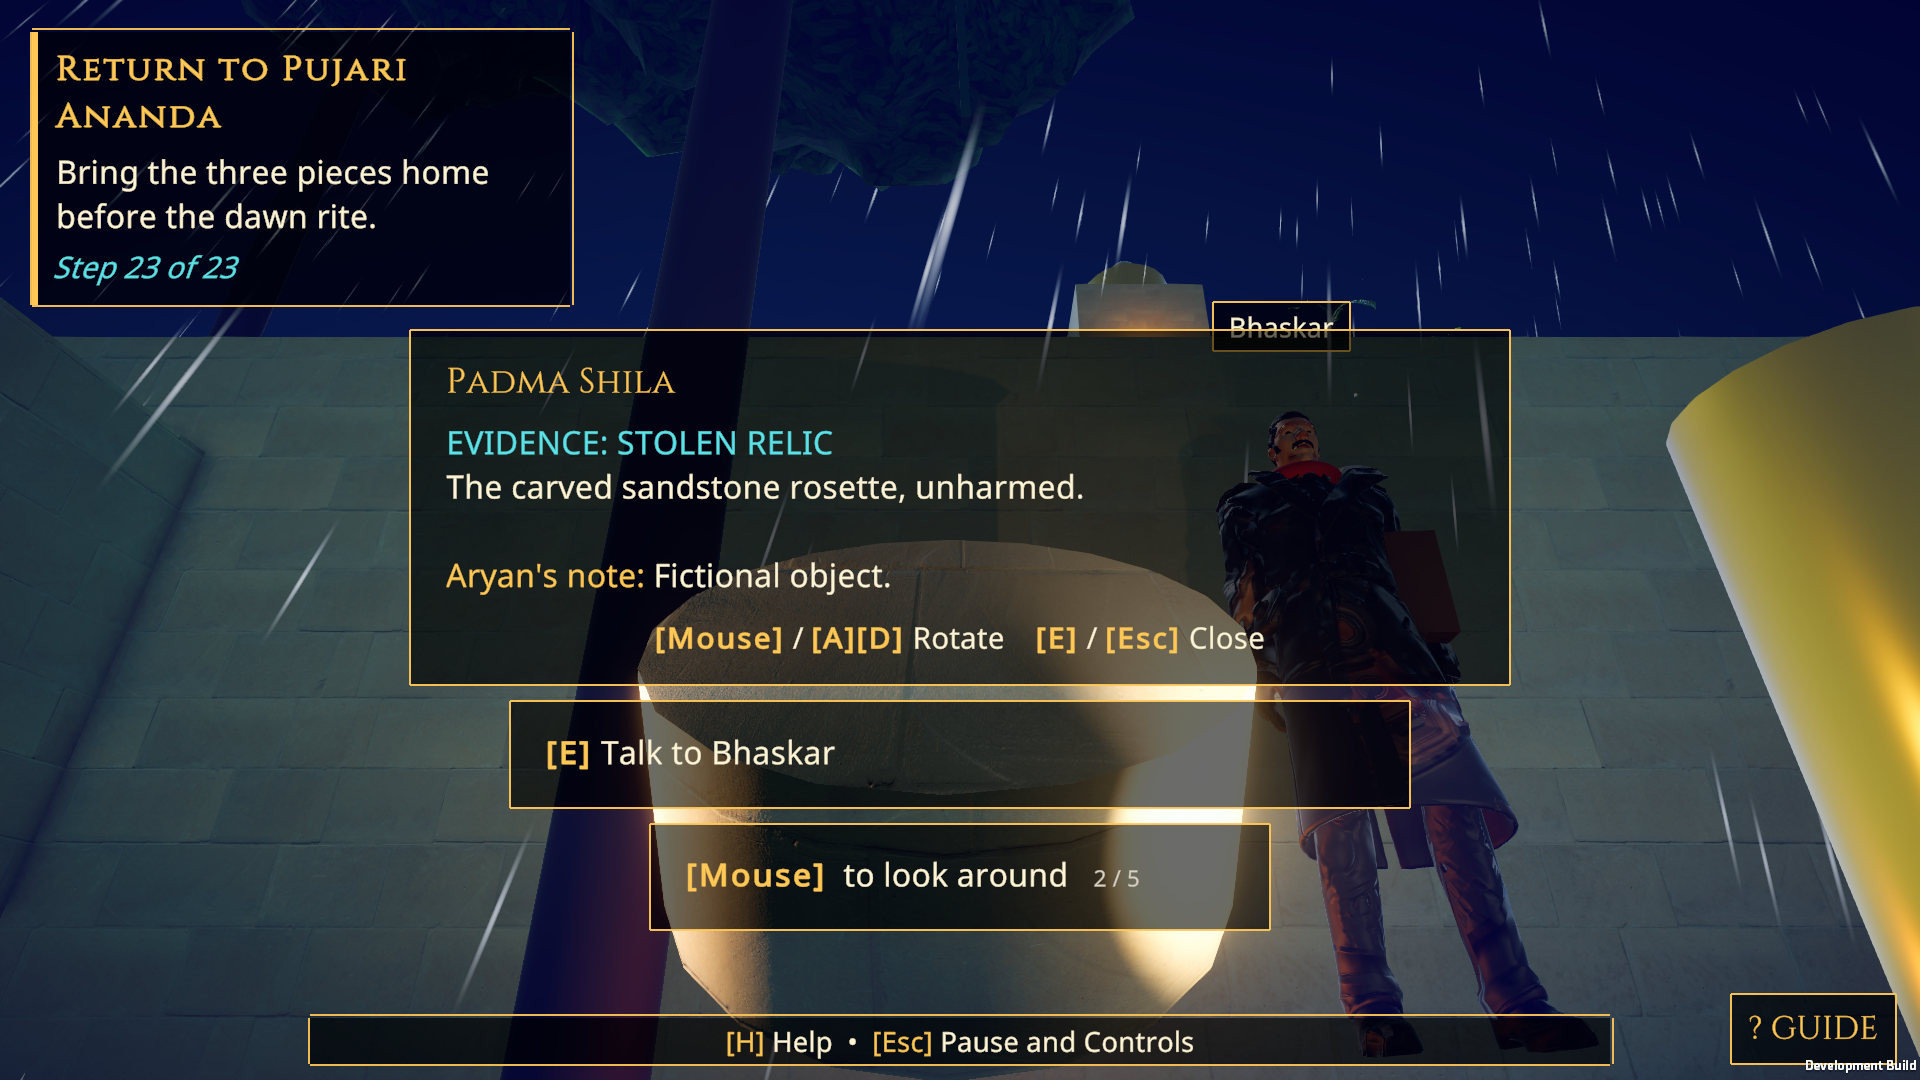 RETURN TO PUJARI
ANANDA
Bring the three pieces home
before the dawn rite.
Step 23 of 23
Bhaskar
PADMA SHILA
EVIDENCE: STOLEN RELIC
The carved sandstone rosette, unharmed.
Aryan's note: Fictional object.
[Mouse] / [A][D] Rotate [E] / [Esc] Close
[E] Talk to Bhaskar
[Mouse] to look around 2 / 5
[H] Help • [Esc] Pause and Controls
? GUIDE
Development Build